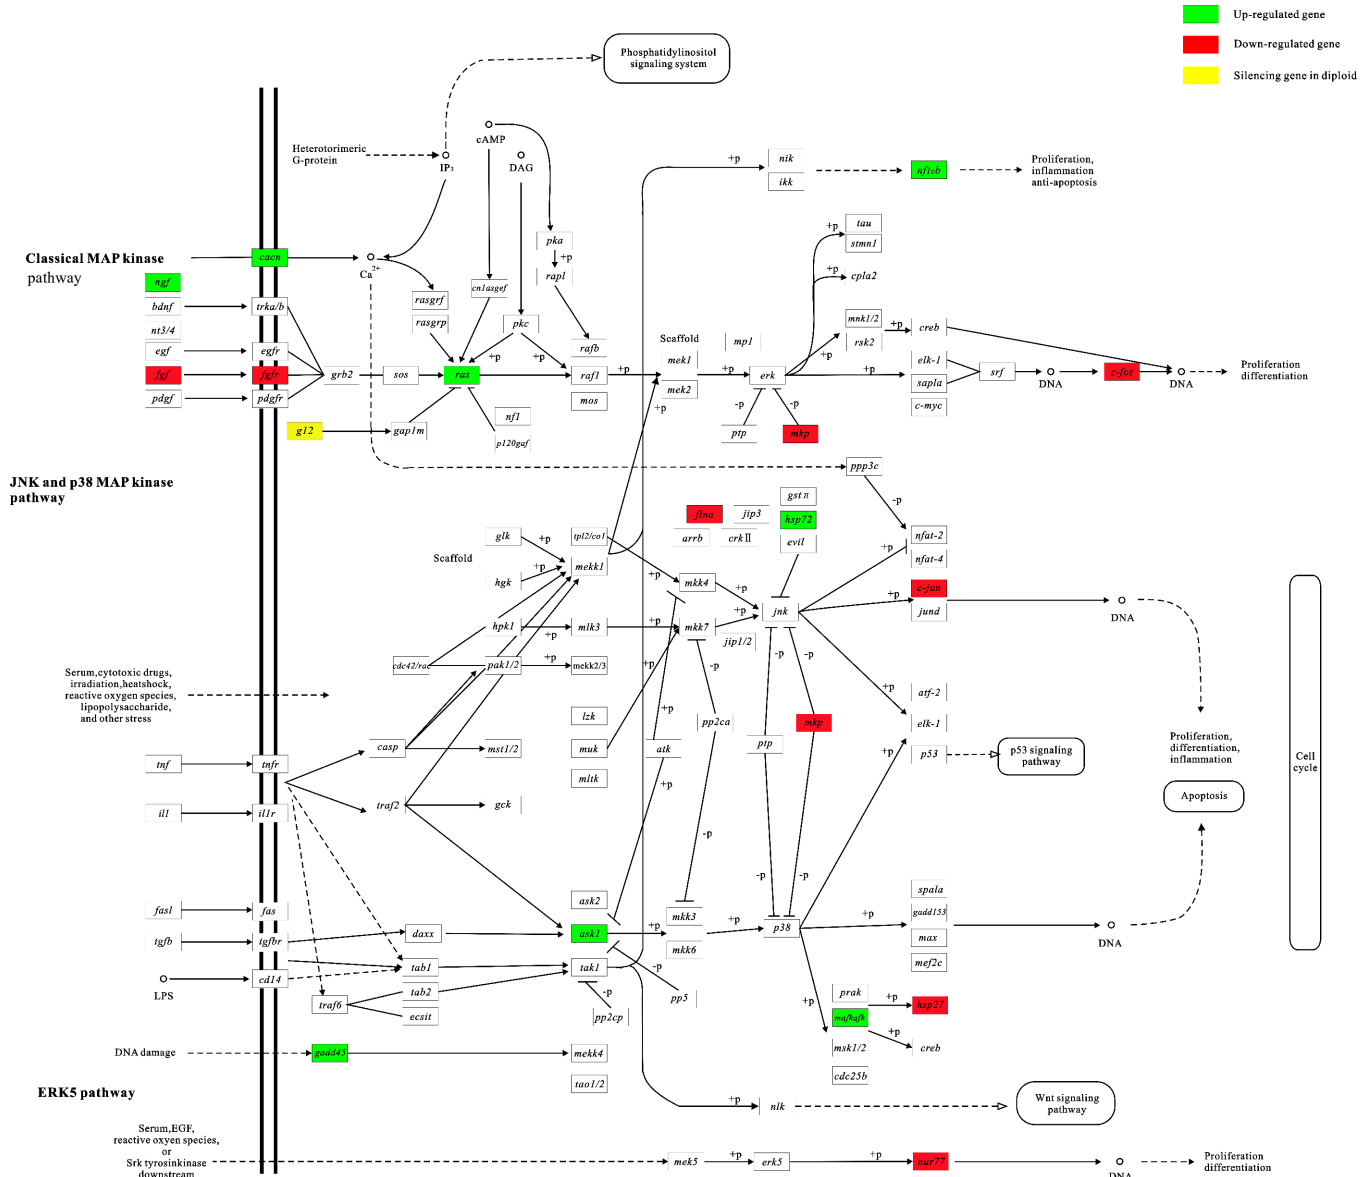 Up-regulated gene
Down-regulated gene
Silencing gene in diploid
Phosphatidylinositol
signaling system
Heterotorimeric
G-protein
IP3
cAMP
DAG
+p
nik
ikk
Proliferation,
inflammation
anti-apoptosis
Classical MAP kinase
pathway
cacn
Ca2+
pka
+p
rap1
tau
stmn1
+p
+p
cpla2
ngf
bdnf
trka/b
nt3/4
egf
egfr
fgf
fgfr
pdgf
pdgfr
grb2
sos
rasgrf
rasgrp
cn1asgef
pkc
+p
+p
ras
rafb
raf1
mos
+p
Scaffold
mek1
mek2
mp1
+p
erk
+p
mnk1/2
rsk2
+p
creb
+p
elk-1
sapla
c-myc
srf
DNA
c-fos
DNA
Proliferation
differentiation
g12
gap1m
nf1
p120gaf
+p
-p
-p
ptp
mkp
JNK and p38 MAP kinase
pathway
ppp3c
-p
gst π
flna
jip3
hsp72
arrb
crkⅡ
evil
nfat-2
nfat-4
+p
Scaffold
glk
+p
tpl2/co1
mekk1
hgk
+p
+p
mkk4
+p
jnk
+p
c-jun
jund
DNA
hpk1
+p
mlk3
+p
mkk7
+p
jip1/2
cdc42/rac
pak1/2
+p
mekk2/3
+p
-p
-p
-p
Serum,cytotoxic drugs,
irradiation,heatshock,
reactive oxygen species,
lipopolysaccharide,
and other stress
+p
atf-2
elk-1
p53
p53 signaling
pathway
lzk
muk
mltk
atk
+p
pp2ca
ptp
mkp
+p
casp
mst1/2
tnf
tnfr
traf2
gck
il1
il1r
+p
-p
-p
-p
Proliferation,
differentiation,
inflammation
Apoptosis
Cell
cycle
fasl
fas
tgfb
tgfbr
daxx
ask2
ask1
+p
mkk3
mkk6
+p
p38
+p
spala
gadd153
max
mef2c
DNA
LPS
cd14
tab1
tak1
-p
pp5
traf6
tab2
ecsit
-p
pp2cp
+p
prak
+p
hsp27
mafkafk
+p
msk1/2
creb
cdc25b
DNA damage
gadd45
mekk4
tao1/2
ERK5 pathway
+p
nlk
Wnt signaling
pathway
Serum,EGF,
reactive oxyen species,
or
Srk tyrosinkinase
downstream
mek5
+p
erk5
+p
nur77
DNA
Proliferation
differentiation